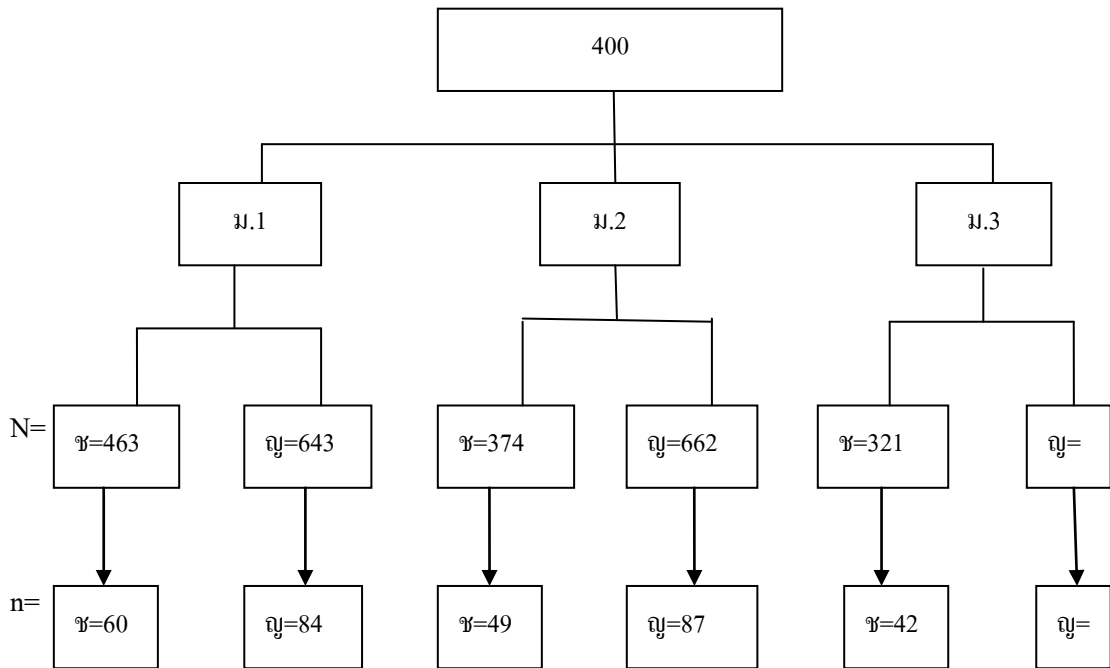 400
ม.1 ม.2 ม.3
N= ช=463 ญ=643 ช=374 ญ=662 ช=321 ญ=
n= ช=60 ญ=84 ช=49 ญ=87 ช=42 ญ=